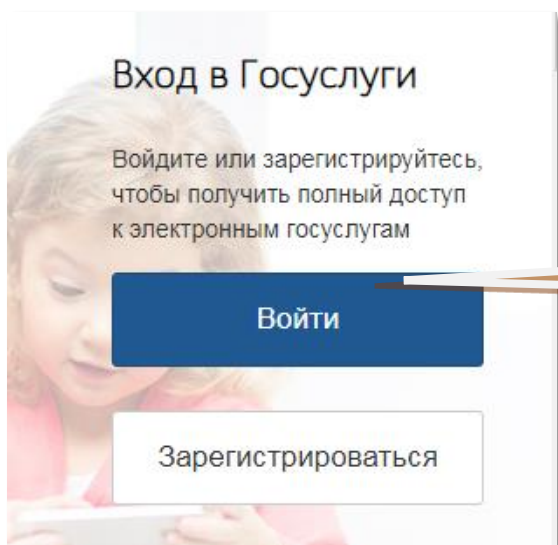 Вход в Госуслуги
Войдите или зарегистрируйтесь,
чтобы получить полный доступ
к электронным госуслугам
Войти
Зарегистрироваться